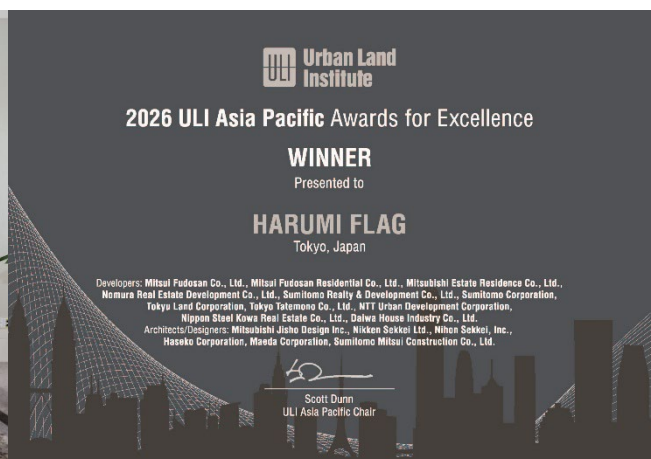 ULI Urban Land
Institute
2026 ULI Asia Pacific Awards for Excellence
WINNER
Presented to
HARUMI FLAG
Tokyo, Japan
Developers: Mitsui Fudosan Co., Ltd., Mitsui Fudosan Residential Co., Ltd., Mitsubishi Estate Residence Co., Ltd.,
Nomura Real Estate Development Co., Ltd., Sumitomo Realty & Development Co., Ltd., Sumitomo Corporation,
Tokyu Land Corporation, Tokyo Tatemono Co., Ltd., NTT Urban Development Corporation,
Nippon Steel Kowa Real Estate Co., Ltd., Daiwa House Industry Co., Ltd.
Architects/Designers: Mitsubishi Jisho Design Inc., Nikken Sekkei Ltd., Nihon Sekkei, Inc.,
Haseko Corporation, Maeda Corporation, Sumitomo Mitsui Construction Co., Ltd.
Scott Dunn
ULI Asia Pacific Chair